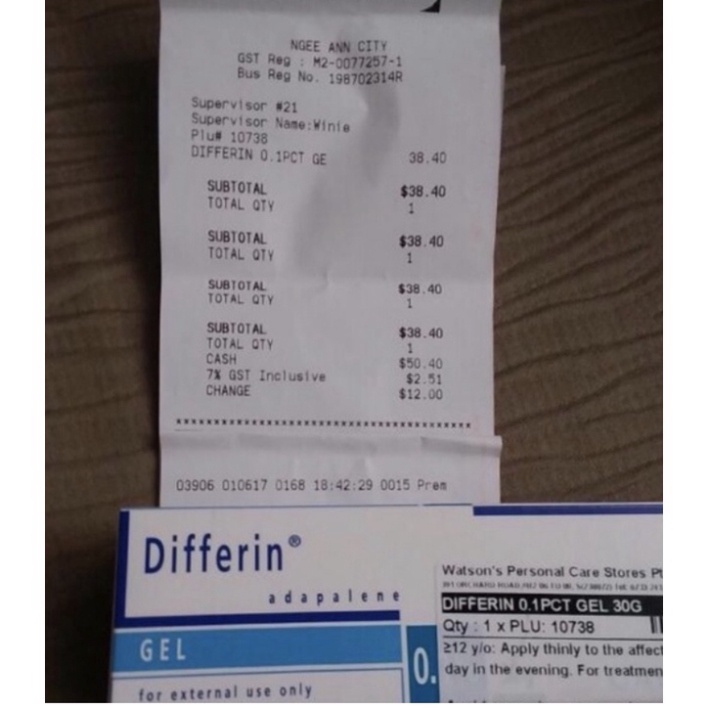 NGEE ANN CITY
GST Reg : M2-0077257-1
Bus Reg No. 198702314R
Supervisor #21
Supervisor Name:Winie
Plu# 10738
DIFFERIN 0.1PCT GE 38.40
SUBTOTAL $38.40
TOTAL QTY 1
SUBTOTAL $38.40
TOTAL QTY 1
SUBTOTAL $38.40
TOTAL QTY 1
SUBTOTAL $38.40
TOTAL QTY 1
CASH $50.40
7% GST Inclusive $2.51
CHANGE $12.00
03906 010617 0168 18:42:29 0015 Prem
Differin®
adapalene
GEL
0.
for external use only
Watson's Personal Care Stores Pt
DIFFERIN 0.1PCT GEL 30G
Qty : 1 x PLU: 10738
≥12 y/o: Apply thinly to the affect
day in the evening. For treatmen